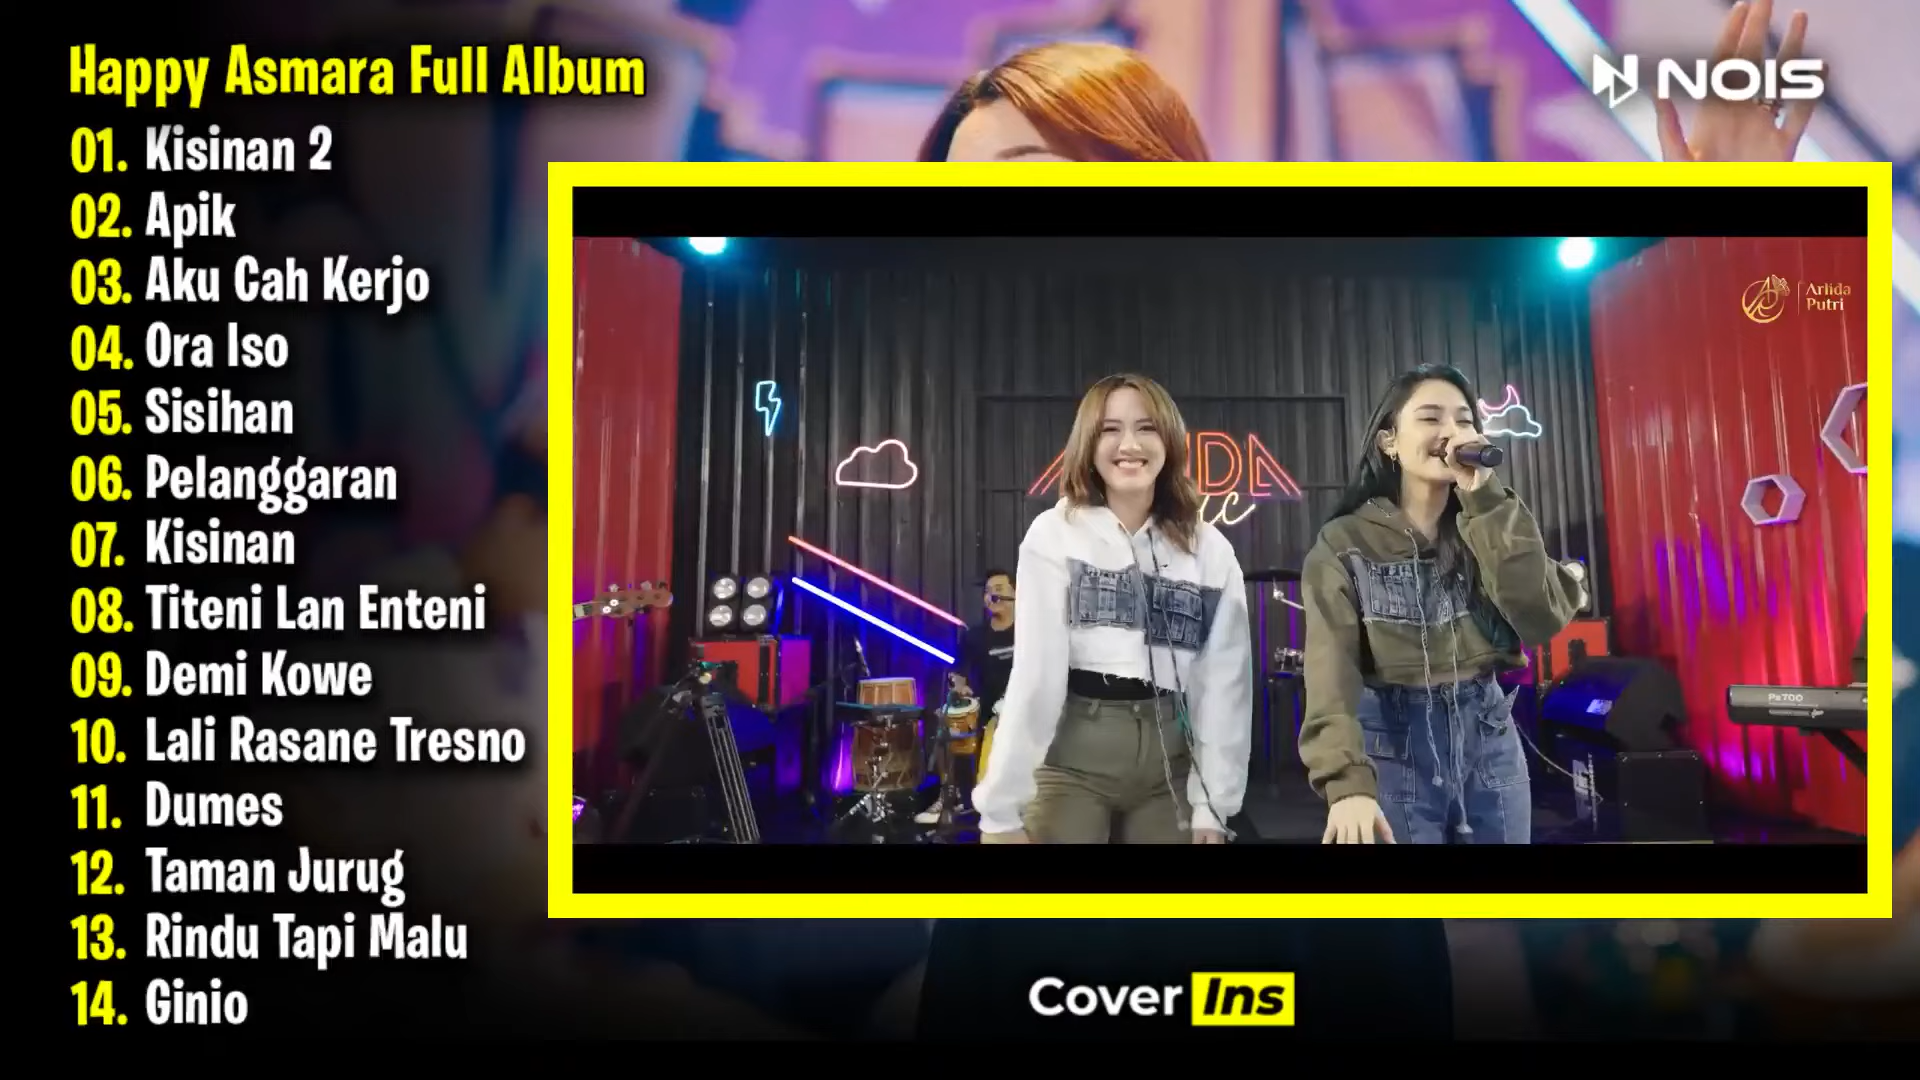 Happy Asmara Full Album
01. Kisinan 2
02. Apik
03. Aku Cah Kerjo
04. Ora Iso
05. Sisihan
06. Pelanggaran
07. Kisinan
08. Titeni Lan Enteni
09. Demi Kowe
10. Lali Rasane Tresno
11. Dumes
12. Taman Jurug
13. Rindu Tapi Malu
14. Ginio
NOIS
Arlida
Putri
Pa700
Cover Ins